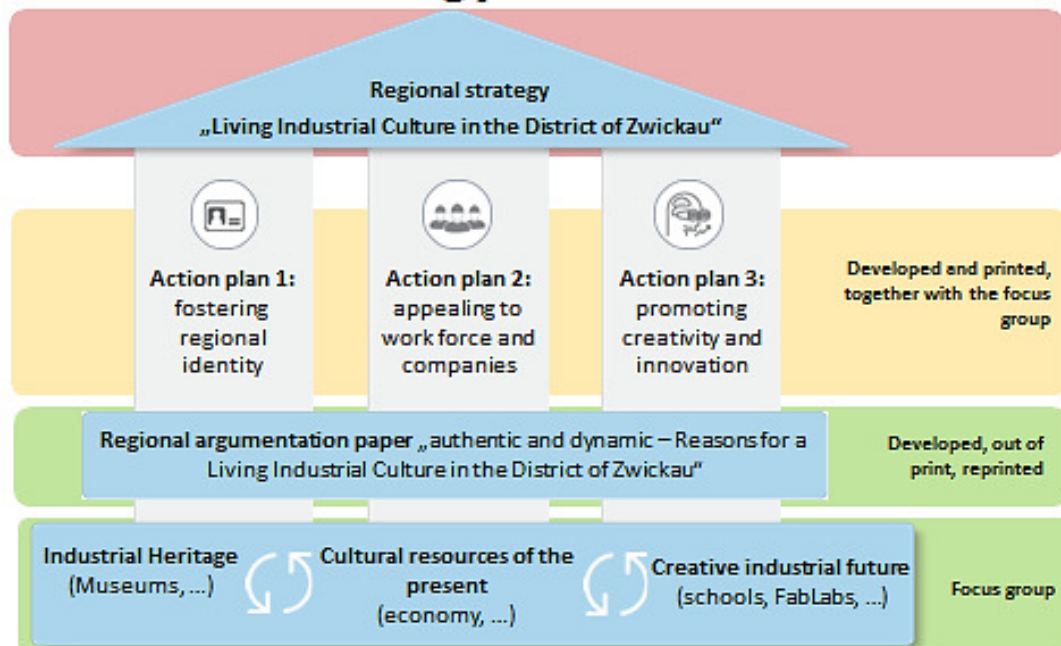 Regional strategy
„Living Industrial Culture in the District of Zwickau“
Action plan 1:
fostering
regional
identity
Action plan 2:
appealing to
work force and
companies
Action plan 3:
promoting
creativity and
innovation
Developed and printed,
together with the focus
group
Regional argumentation paper „authentic and dynamic – Reasons for a
Living Industrial Culture in the District of Zwickau“
Developed, out of
print, reprinted
Industrial Heritage
(Museums, ...)
Cultural resources of the
present
(economy, ...)
Creative industrial future
(schools, FabLabs, ...)
Focus group